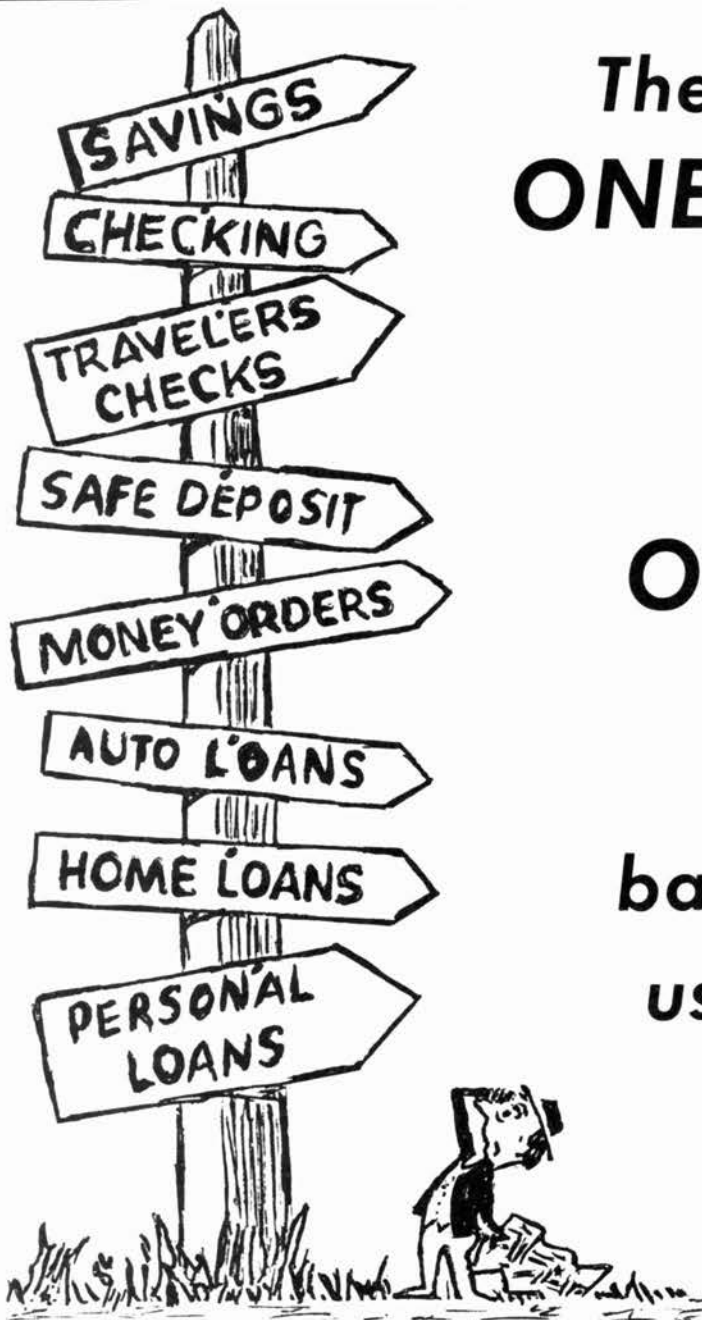 SAVINGS
CHECKING
TRAVELERS
CHECKS
SAFE DEPOSIT
MONEY ORDERS
AUTO LOANS
HOME LOANS
PERSONAL
LOANS
The
ONE
O
ba
us